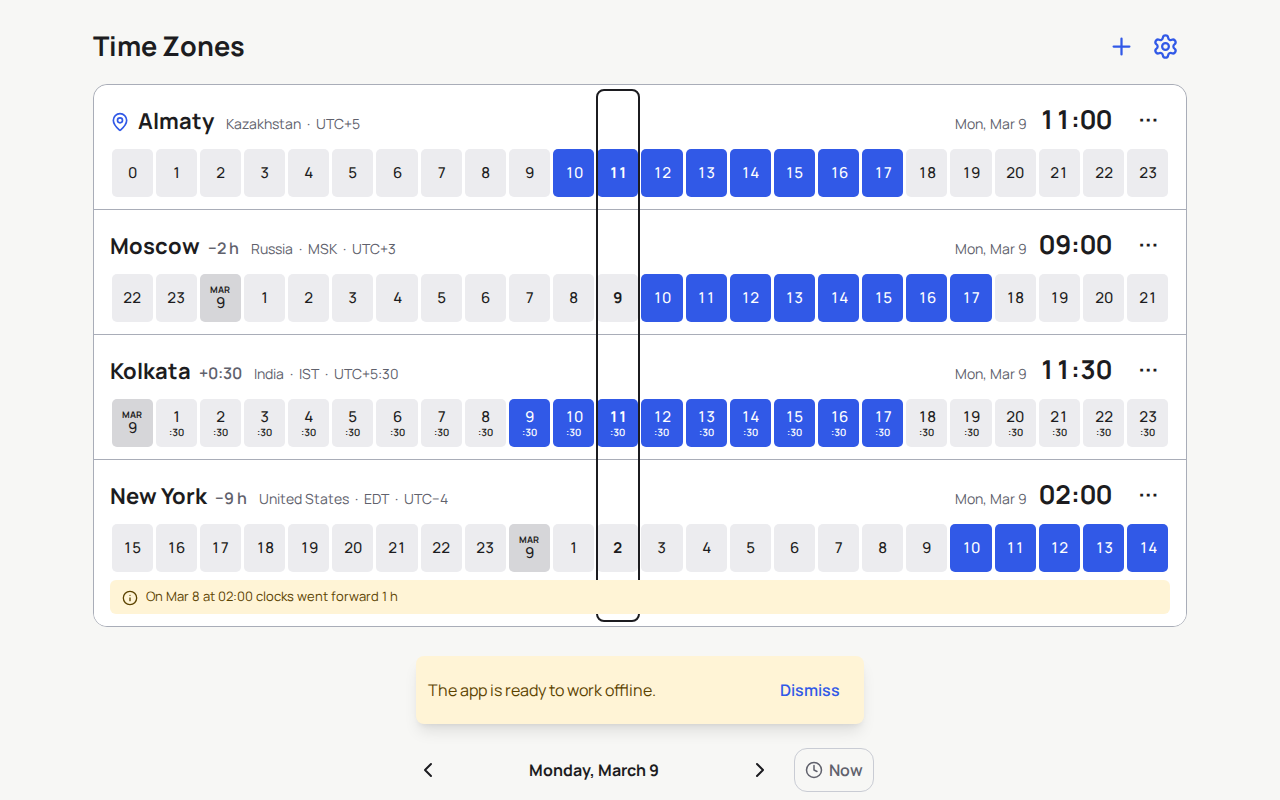 Time Zones
Almaty Kazakhstan · UTC+5 Mon, Mar 9 11:00 ···
0 1 2 3 4 5 6 7 8 9 10 11 12 13 14 15 16 17 18 19 20 21 22 23
Moscow −2 h Russia · MSK · UTC+3 Mon, Mar 9 09:00 ···
22 23 MAR 9 1 2 3 4 5 6 7 8 9 10 11 12 13 14 15 16 17 18 19 20 21
Kolkata +0:30 India · IST · UTC+5:30 Mon, Mar 9 11:30 ···
MAR 1 2 3 4 5 6 7 8 9 10 11 12 13 14 15 16 17 18 19 20 21 22 23
9 :30 :30 :30 :30 :30 :30 :30 :30 :30 :30 :30 :30 :30 :30 :30 :30 :30 :30 :30 :30 :30 :30 :30
New York −9 h United States · EDT · UTC−4 Mon, Mar 9 02:00 ···
15 16 17 18 19 20 21 22 23 MAR 9 1 2 3 4 5 6 7 8 9 10 11 12 13 14
On Mar 8 at 02:00 clocks went forward 1 h
The app is ready to work offline. Dismiss
Monday, March 9 Now